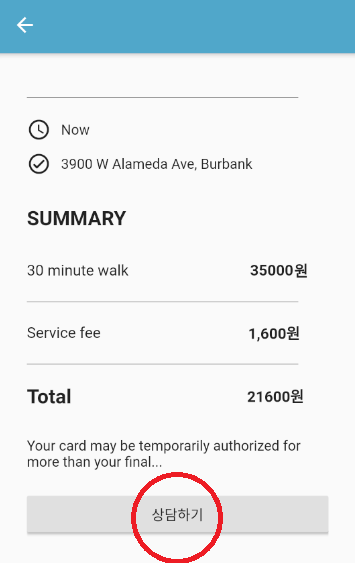 Now
3900 W Alameda Ave, Burbank
SUMMARY
30 minute walk 35000원
Service fee 1,600원
Total 21600원
Your card may be temporarily authorized for
more than your final...
상담하기